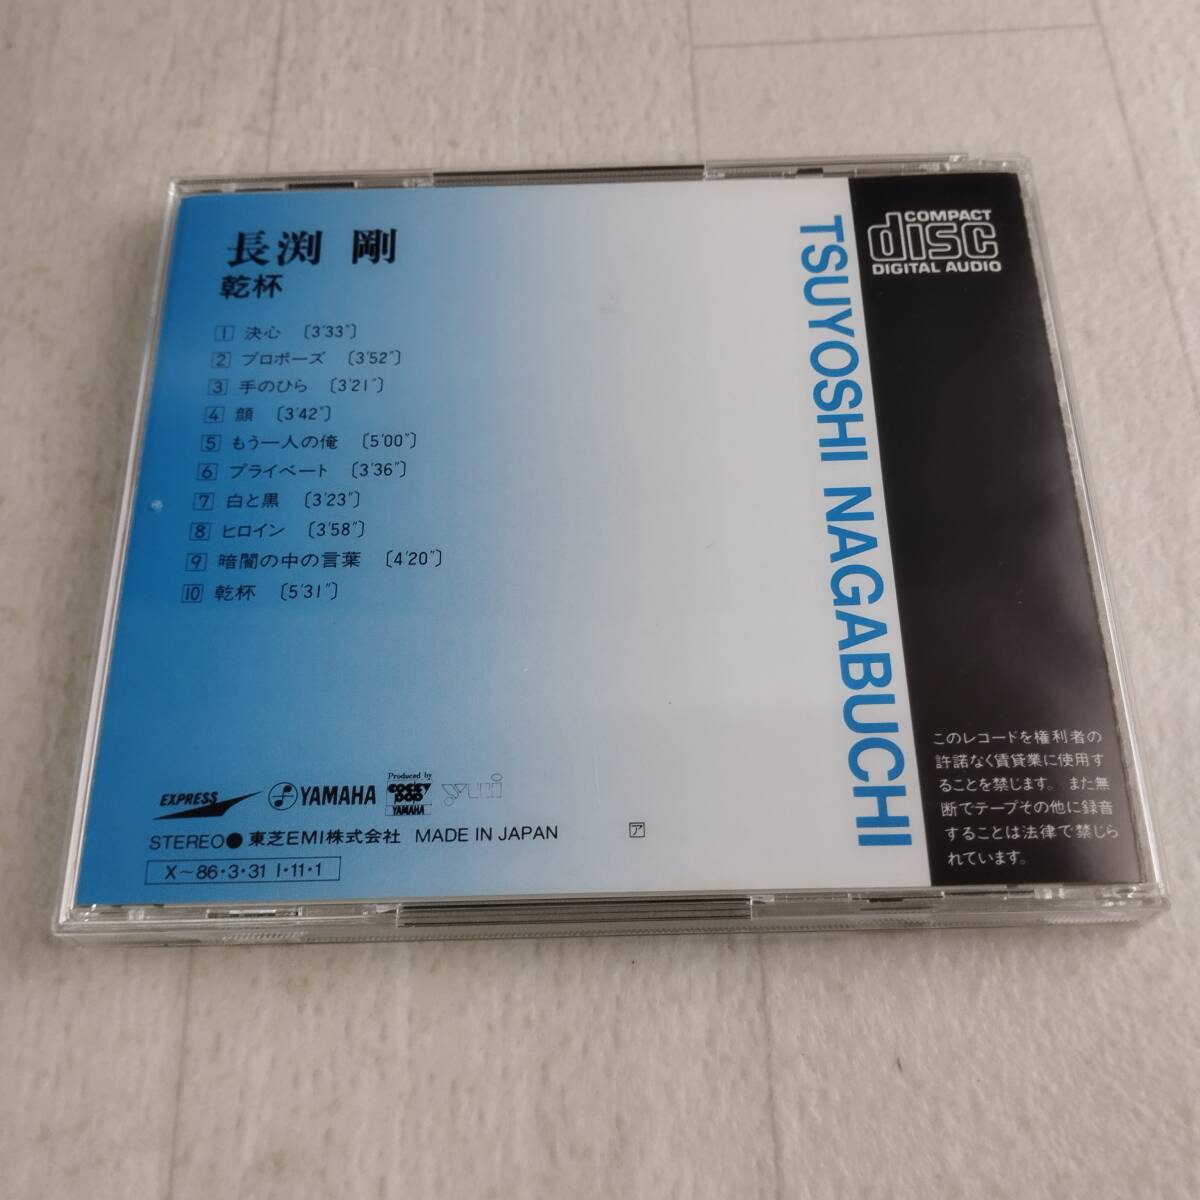 長渕 剛
乾杯
1 決心 〔3'33"〕
2 プロポーズ 〔3'52"〕
3 手のひら 〔3'21"〕
4 顔 〔3'42"〕
5 もう一人の俺 〔5'00"〕
6 プライベート 〔3'36"〕
7 白と黒 〔3'23"〕
8 ヒロイン 〔3'58"〕
9 暗闇の中の言葉 〔4'20"〕
10 乾杯 〔5'31"〕
EXPRESS
YAMAHA
Produced by
COCKY POP
YAMAHA
yui
STEREO● 東芝EMI株式会社 MADE IN JAPAN ア
X～86・3・31 I・11・1
TSUYOSHI NAGABUCHI
COMPACT
disc
DIGITAL AUDIO
このレコードを権利者の
許諾なく賃貸業に使用す
ることを禁じます。また無
断でテープその他に録音
することは法律で禁じら
れています。